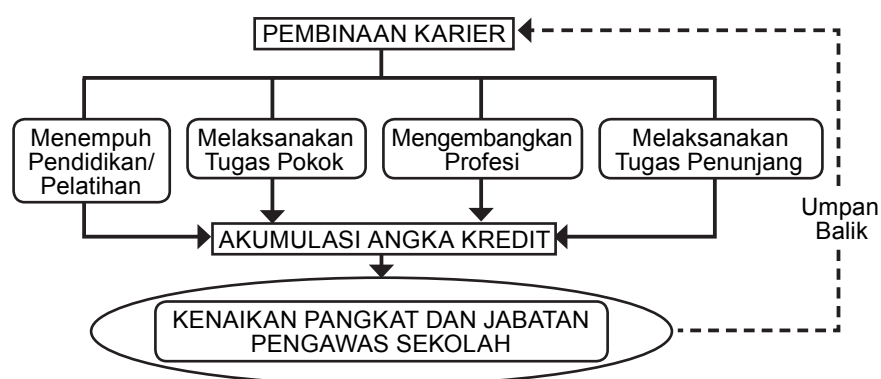 PEMBINAAN KARIER
Menempuh
Pendidikan/
Pelatihan
Melaksanakan
Tugas Pokok
Mengembangkan
Profesi
Melaksanakan
Tugas Penunjang
Umpan
Balik
AKUMULASI ANGKA KREDIT
KENAIKAN PANGKAT DAN JABATAN
PENGAWAS SEKOLAH